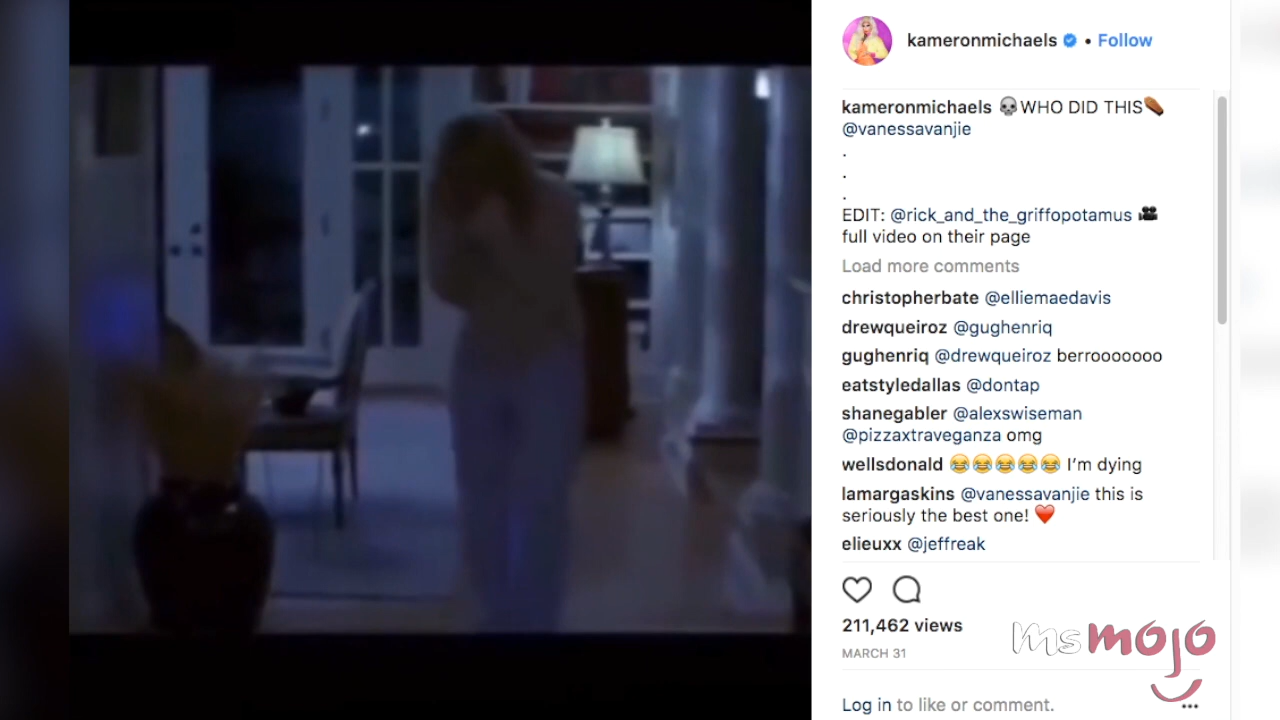 kameronmichaels • Follow
kameronmichaels 💀WHO DID THIS⚰️
@vanessavanjie
.
.
.
EDIT: @rick_and_the_griffopotamus 🎥
full video on their page
Load more comments
christopherbate @elliemaedavis
drewqueiroz @gughenriq
gughenriq @drewqueiroz berrooooooo
eatstyledallas @dontap
shanegabler @alexswiseman
@pizzaxtraveganza omg
wellsdonald 😂😂😂😂😂 I'm dying
lamargaskins @vanessavanjie this is
seriously the best one! ❤️
elieuxx @jeffreak
211,462 views
MARCH 31
msmojo
Log in to like or comment.